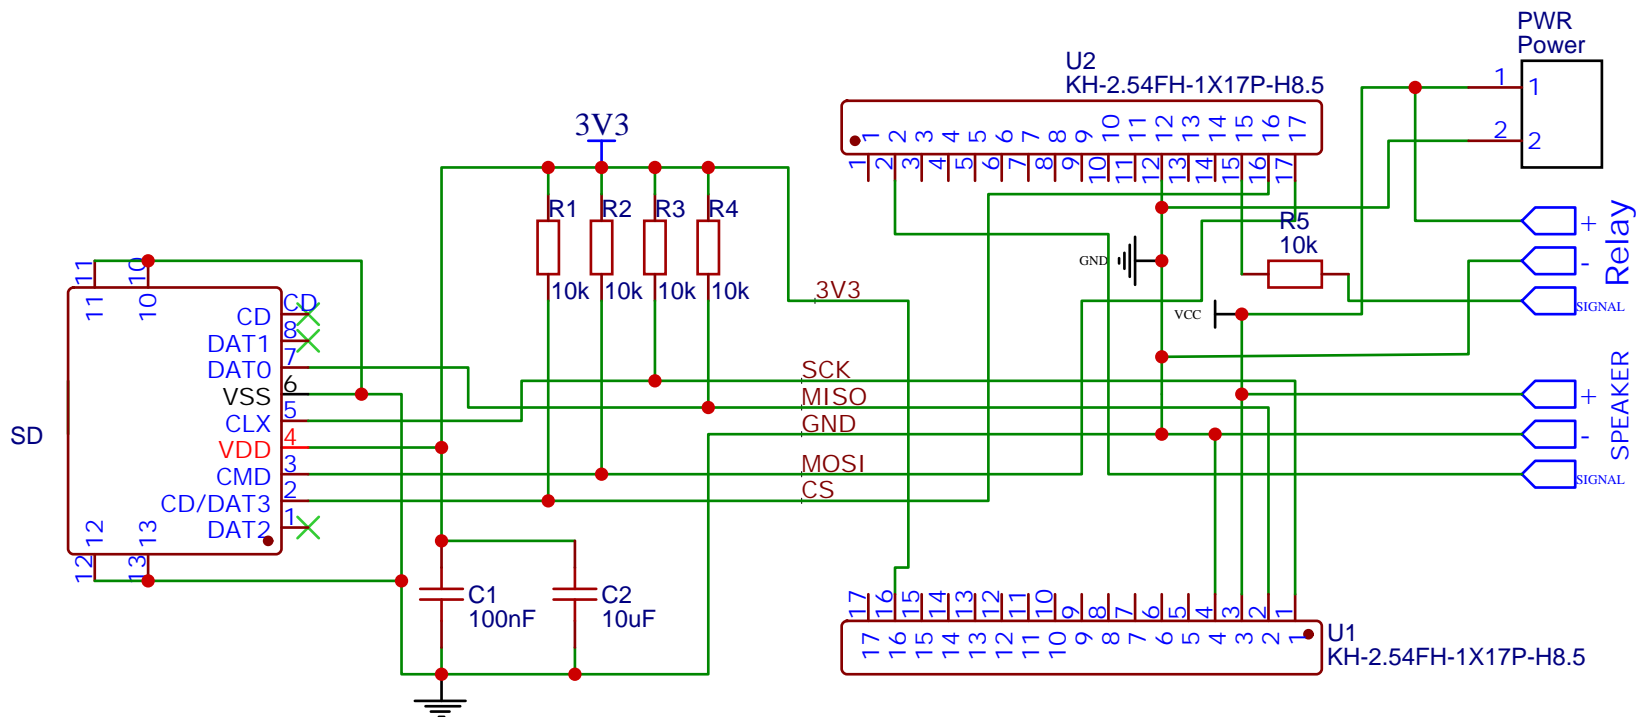 PWR
Power
1
1
2
2
U2
KH-2.54FH-1X17P-H8.5
1 2 3 4 5 6 7 8 9 10 11 12 13 14 15 16 17
1 2 3 4 5 6 7 8 9 10 11 12 13 14 15 16 17
3V3
R1
10k
R2
10k
R3
10k
R4
10k
R5
10k
GND
VCC
+
-
SIGNAL
Relay
+
-
SIGNAL
SPEAKER
3V3
SCK
MISO
GND
MOSI
CS
SD
11 10
11 10
CD CD
DAT1 8
DAT0 7
VSS 6
CLX 5
VDD 4
CMD 3
CD/DAT3 2
DAT2 1
12 13
12 13
C1
100nF
C2
10uF
17 16 15 14 13 12 11 10 9 8 7 6 5 4 3 2 1
17 16 15 14 13 12 11 10 9 8 7 6 5 4 3 2 1
U1
KH-2.54FH-1X17P-H8.5